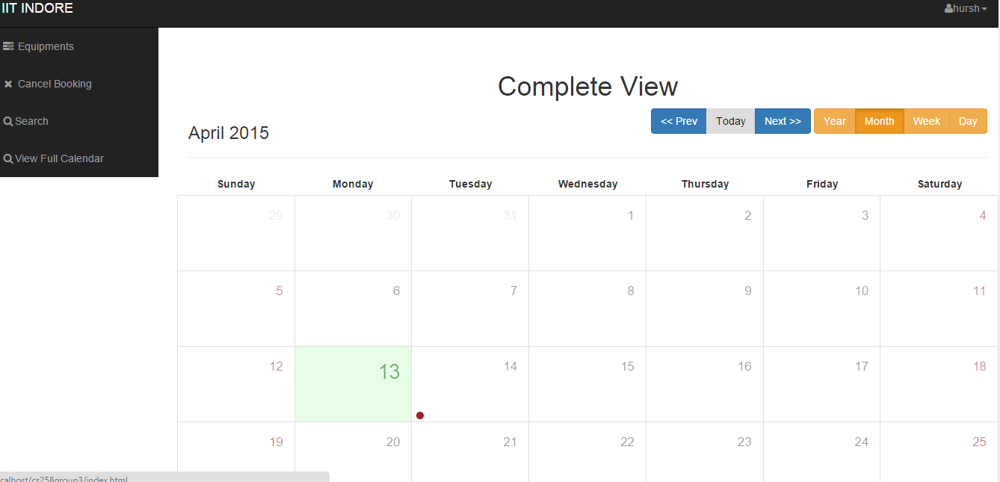 IIT INDORE
hursh
Equipments
Cancel Booking
Search
View Full Calendar
Complete View
April 2015
<< Prev Today Next >> Year Month Week Day
Sunday Monday Tuesday Wednesday Thursday Friday Saturday
29 30 31 1 2 3 4
5 6 7 8 9 10 11
12 13 14 15 16 17 18
19 20 21 22 23 24 25
calhost/cs258group3/index.html